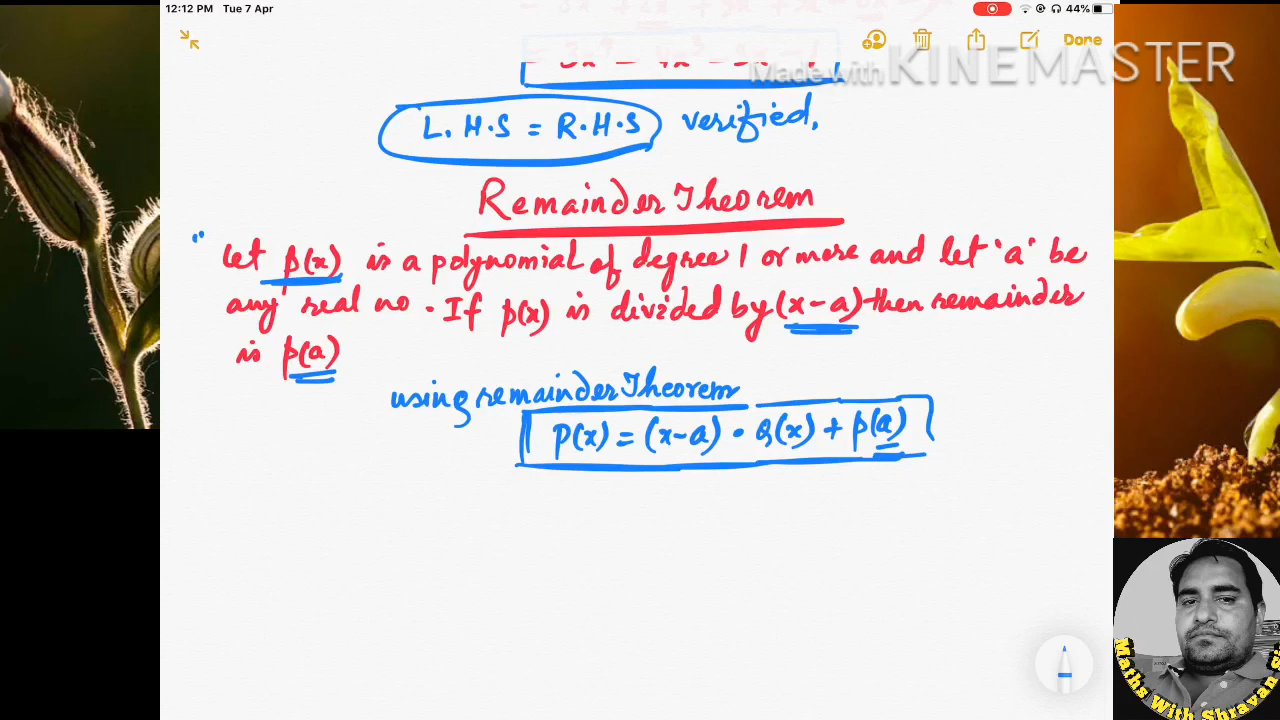 12:12 PM Tue 7 Apr
44%
Done
Made with KINEMASTER
L.H.S = R.H.S verified,
Remainder Theorem
" Let p(x) is a polynomial of degree 1 or more and let 'a' be
any real no. If p(x) is divided by (x-a) then remainder
is p(a)
using remainder Theorem
P(x) = (x-a) • Q(x) + p(a)
Maths With Shravan